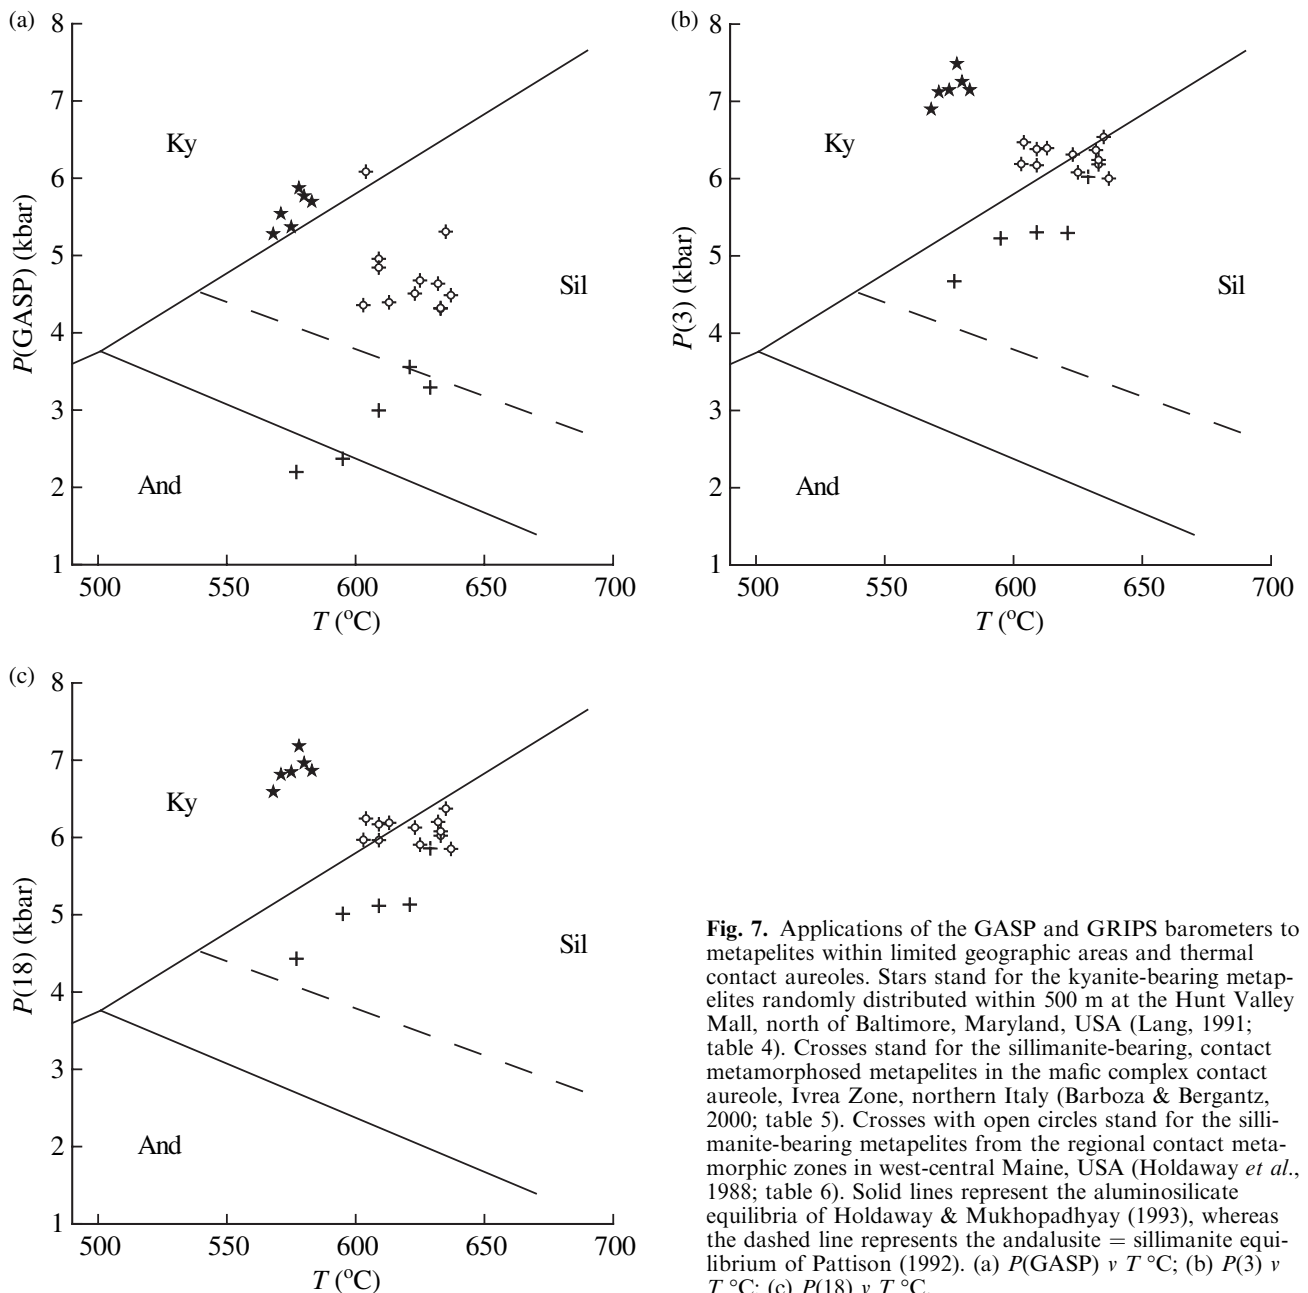 (a)
8
7
6
5
4
3
2
1
P(GASP) (kbar)
Ky
Sil
And
500 550 600 650 700
T (°C)
(b)
8
7
6
5
4
3
2
1
P(3) (kbar)
Ky
Sil
And
500 550 600 650 700
T (°C)
(c)
8
7
6
5
4
3
2
1
P(18) (kbar)
Ky
Sil
And
500 550 600 650 700
T (°C)
Fig. 7. Applications of the GASP and GRIPS barometers to
metapelites within limited geographic areas and thermal
contact aureoles. Stars stand for the kyanite-bearing metap-
elites randomly distributed within 500 m at the Hunt Valley
Mall, north of Baltimore, Maryland, USA (Lang, 1991;
table 4). Crosses stand for the sillimanite-bearing, contact
metamorphosed metapelites in the mafic complex contact
aureole, Ivrea Zone, northern Italy (Barboza & Bergantz,
2000; table 5). Crosses with open circles stand for the silli-
manite-bearing metapelites from the regional contact meta-
morphic zones in west-central Maine, USA (Holdaway et al.,
1988; table 6). Solid lines represent the aluminosilicate
equilibria of Holdaway & Mukhopadhyay (1993), whereas
the dashed line represents the andalusite = sillimanite equi-
librium of Pattison (1992). (a) P(GASP) v T °C; (b) P(3) v
T °C; (c) P(18) v T °C.